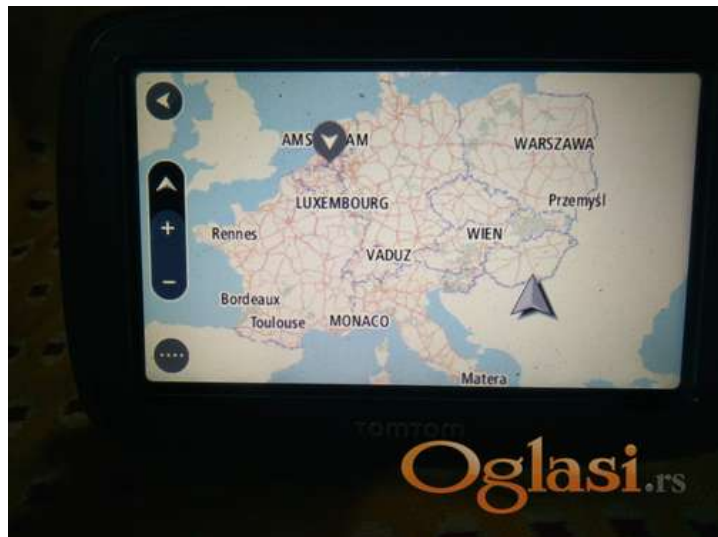 AMS AM
WARSZAWA
LUXEMBOURG
Przemyśl
Rennes
WIEN
VADUZ
Bordeaux
Toulouse
MONACO
Matera
TOMTOM
Oglasi.rs